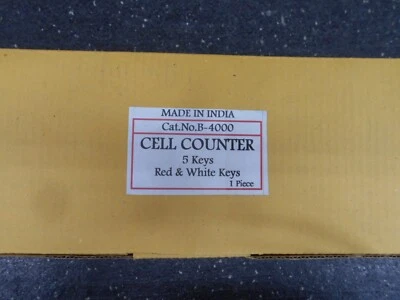 MADE IN INDIA
Cat.No.B-4000
CELL COUNTER
5 Keys
Red & White Keys
1 Piece